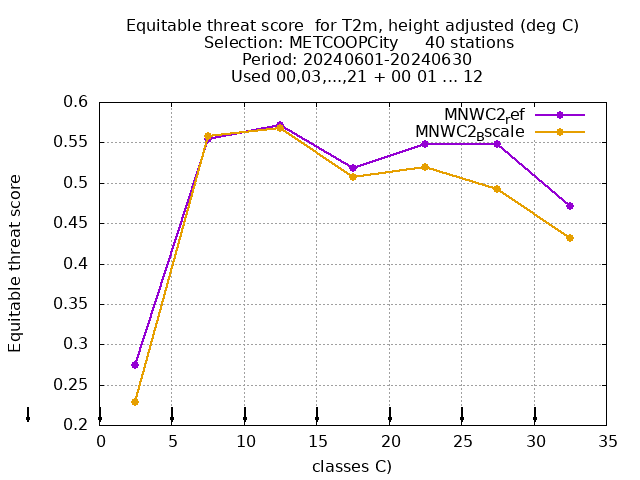 Equitable threat score  for T2m, height adjusted (deg C)
Selection: METCOOPCity     40 stations
Period: 20240601-20240630
Used 00,03,...,21 + 00 01 ... 12
MNWC2ref
MNWC2Bscale
Equitable threat score
0.6
0.55
0.5
0.45
0.4
0.35
0.3
0.25
0.2
0 5 10 15 20 25 30 35
classes C)